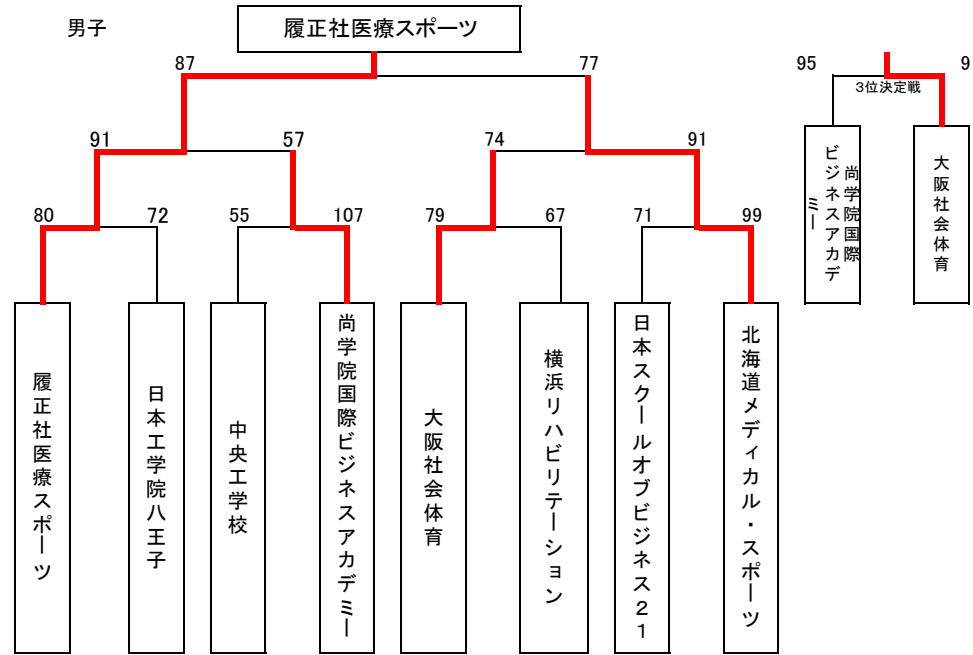 男子
履正社医療スポーツ
87
77
95
9
3位決定戦
91
57
74
91
尚学院国際
ビジネスアカデ
ミー
大阪社会体育
80
72
55
107
79
67
71
99
履正社医療スポーツ
日本工学院八王子
中央工学校
尚学院国際ビジネスアカデミー
大阪社会体育
横浜リハビリテーション
日本スクールオブビジネス21
北海道メディカル・スポーツ